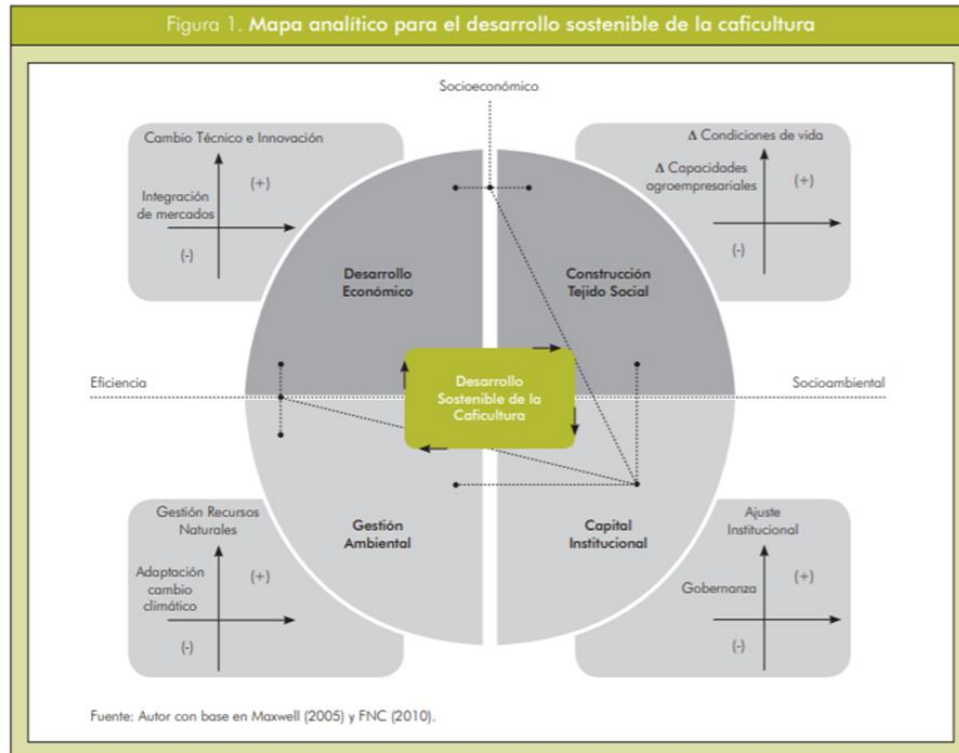 Figura 1. Mapa analítico para el desarrollo sostenible de la caficultura
Socioeconómico
Cambio Técnico e Innovación
Integración
de mercados
(+)
(-)
Δ Condiciones de vida
Δ Capacidades
agroempresariales
(+)
(-)
Desarrollo
Económico
Construcción
Tejido Social
Eficiencia
Desarrollo
Sostenible de la
Caficultura
Socioambiental
Gestión
Ambiental
Capital
Institucional
Gestión Recursos
Naturales
Adaptación
cambio
climático
(+)
(-)
Ajuste
Institucional
Gobernanza
(+)
(-)
Fuente: Autor con base en Maxwell (2005) y FNC (2010).